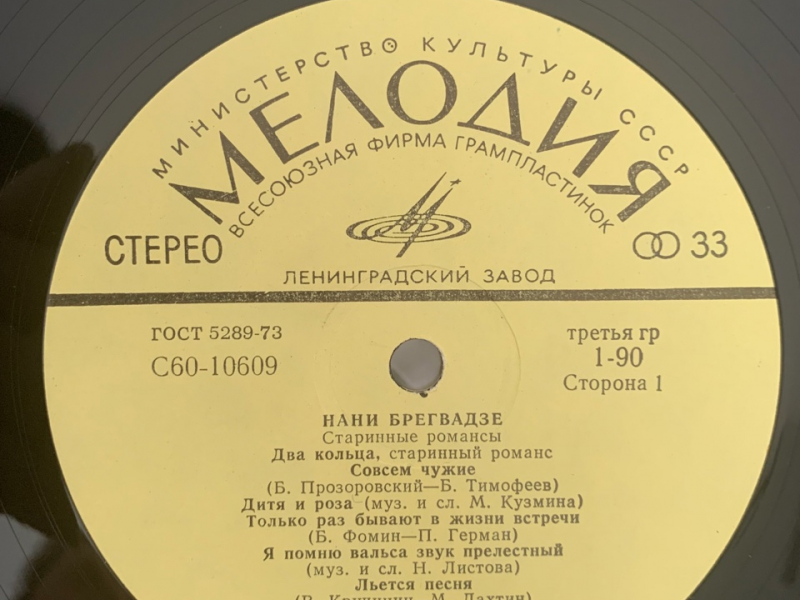 МИНИСТЕРСТВО КУЛЬТУРЫ СССР
МЕЛОДИЯ
ВСЕСОЮЗНАЯ ФИРМА ГРАМПЛАСТИНОК
СТЕРЕО
33
ЛЕНИНГРАДСКИЙ ЗАВОД
ГОСТ 5289-73
третья гр
С60-10609
1-90
Сторона 1
НАНИ БРЕГВАДЗЕ
Старинные романсы
Два кольца, старинный романс
Совсем чужие
(Б. Прозоровский—Б. Тимофеев)
Дитя и роза (муз. и сл. М. Кузмина)
Только раз бывают в жизни встречи
(Б. Фомин—П. Герман)
Я помню вальса звук прелестный
(муз. и сл. Н. Листова)
Льется песня